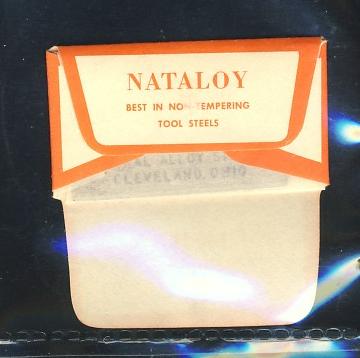 NATALOY
BEST IN NON-TEMPERING
TOOL STEELS
ALLOY
CLEVELAND, OHIO